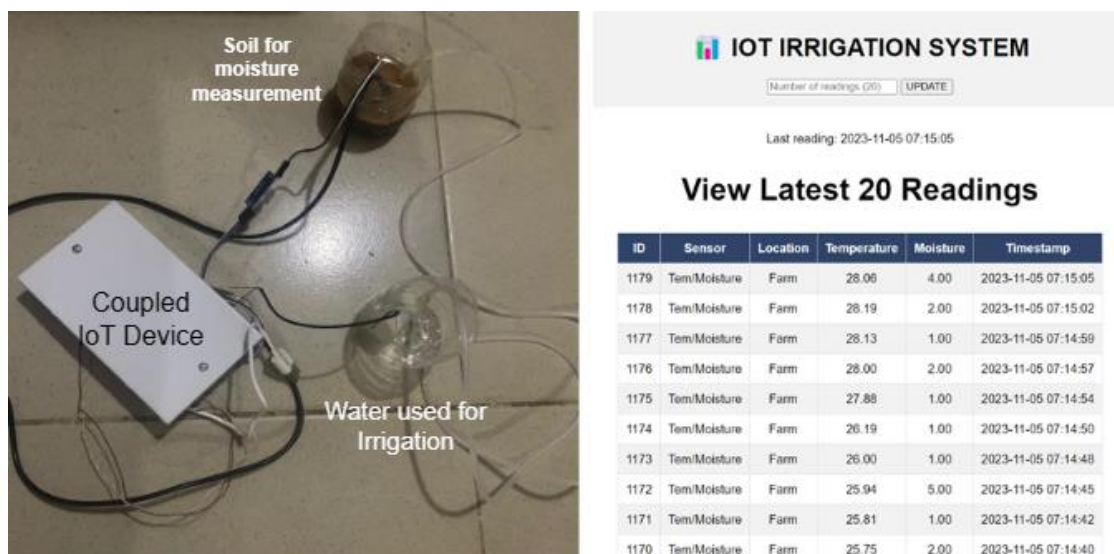 Soil for
moisture
measurement
Coupled
IoT Device
Water used for
Irrigation
IOT IRRIGATION SYSTEM
Number of readings (20) UPDATE
Last reading: 2023-11-05 07:15:05
View Latest 20 Readings
ID Sensor Location Temperature Moisture Timestamp
1179 Tem/Moisture Farm 28.06 4.00 2023-11-05 07:15:05
1178 Tem/Moisture Farm 28.19 2.00 2023-11-05 07:15:02
1177 Tem/Moisture Farm 28.13 1.00 2023-11-05 07:14:59
1176 Tem/Moisture Farm 28.00 2.00 2023-11-05 07:14:57
1175 Tem/Moisture Farm 27.88 1.00 2023-11-05 07:14:54
1174 Tem/Moisture Farm 26.19 1.00 2023-11-05 07:14:50
1173 Tem/Moisture Farm 26.00 1.00 2023-11-05 07:14:48
1172 Tem/Moisture Farm 25.94 5.00 2023-11-05 07:14:45
1171 Tem/Moisture Farm 25.81 1.00 2023-11-05 07:14:42
1170 Tem/Moisture Farm 25.75 2.00 2023-11-05 07:14:40